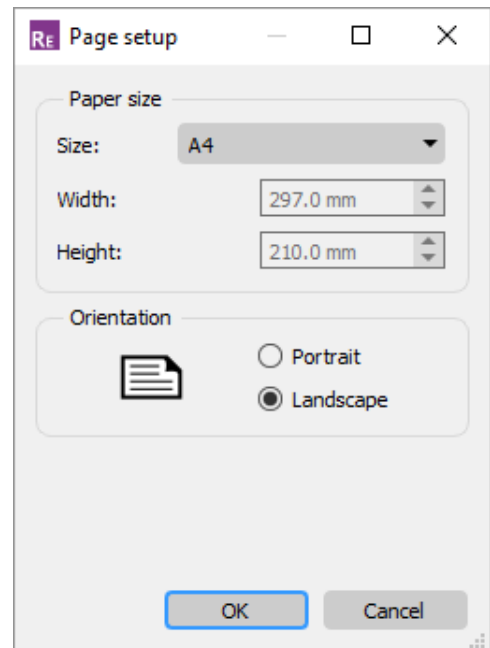 RE Page setup
Paper size
Size: A4
Width: 297.0 mm
Height: 210.0 mm
Orientation
Portrait
Landscape
OK Cancel